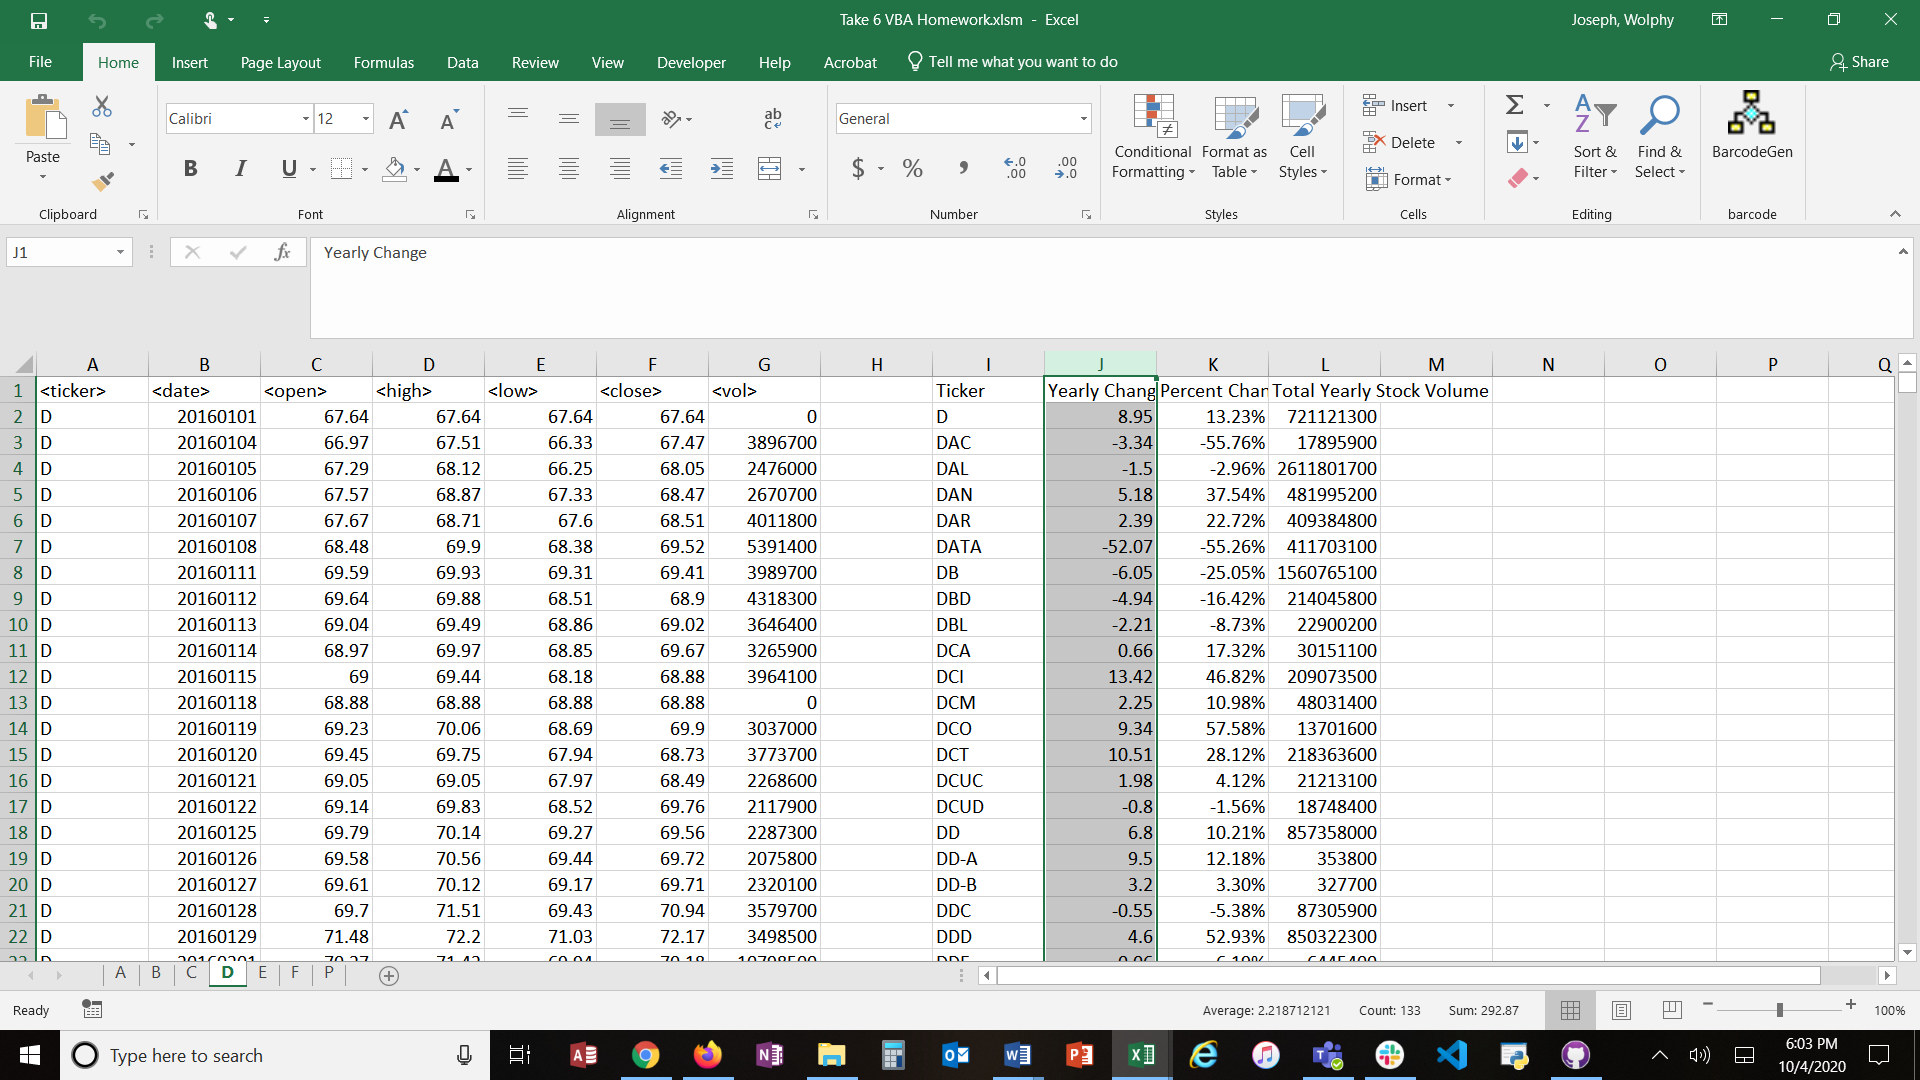 Take 6 VBA Homework.xlsm - Excel
Joseph, Wolphy
File Home Insert Page Layout Formulas Data Review View Developer Help Acrobat Tell me what you want to do Share
Paste
Clipboard
Calibri 12
B I U A
Font
ab
Alignment
General
$ % , .00 .0 .00
Number
Conditional Formatting
Format as Table
Cell Styles
Styles
Insert
Delete
Format
Cells
Sort & Filter
Find & Select
Editing
BarcodeGen
barcode
J1 fx Yearly Change
A B C D E F G H I J K L M N O P Q
1 <ticker> <date> <open> <high> <low> <close> <vol> Ticker Yearly Chang Percent Chan Total Yearly Stock Volume
2 D 20160101 67.64 67.64 67.64 67.64 0 D 8.95 13.23% 721121300
3 D 20160104 66.97 67.51 66.33 67.47 3896700 DAC -3.34 -55.76% 17895900
4 D 20160105 67.29 68.12 66.25 68.05 2476000 DAL -1.5 -2.96% 2611801700
5 D 20160106 67.57 68.87 67.33 68.47 2670700 DAN 5.18 37.54% 481995200
6 D 20160107 67.67 68.71 67.6 68.51 4011800 DAR 2.39 22.72% 409384800
7 D 20160108 68.48 69.9 68.38 69.52 5391400 DATA -52.07 -55.26% 411703100
8 D 20160111 69.59 69.93 69.31 69.41 3989700 DB -6.05 -25.05% 1560765100
9 D 20160112 69.64 69.88 68.51 68.9 4318300 DBD -4.94 -16.42% 214045800
10 D 20160113 69.04 69.49 68.86 69.02 3646400 DBL -2.21 -8.73% 22900200
11 D 20160114 68.97 69.97 68.85 69.67 3265900 DCA 0.66 17.32% 30151100
12 D 20160115 69 69.44 68.18 68.88 3964100 DCI 13.42 46.82% 209073500
13 D 20160118 68.88 68.88 68.88 68.88 0 DCM 2.25 10.98% 48031400
14 D 20160119 69.23 70.06 68.69 69.9 3037000 DCO 9.34 57.58% 13701600
15 D 20160120 69.45 69.75 67.94 68.73 3773700 DCT 10.51 28.12% 218363600
16 D 20160121 69.05 69.05 67.97 68.49 2268600 DCUC 1.98 4.12% 21213100
17 D 20160122 69.14 69.83 68.52 69.76 2117900 DCUD -0.8 -1.56% 18748400
18 D 20160125 69.79 70.14 69.27 69.56 2287300 DD 6.8 10.21% 857358000
19 D 20160126 69.58 70.56 69.44 69.72 2075800 DD-A 9.5 12.18% 353800
20 D 20160127 69.61 70.12 69.17 69.71 2320100 DD-B 3.2 3.30% 327700
21 D 20160128 69.7 71.51 69.43 70.94 3579700 DDC -0.55 -5.38% 87305900
22 D 20160129 71.48 72.2 71.03 72.17 3498500 DDD 4.6 52.93% 850322300
A B C D E F P
Ready Average: 2.218712121 Count: 133 Sum: 292.87 100%
Type here to search
6:03 PM
10/4/2020